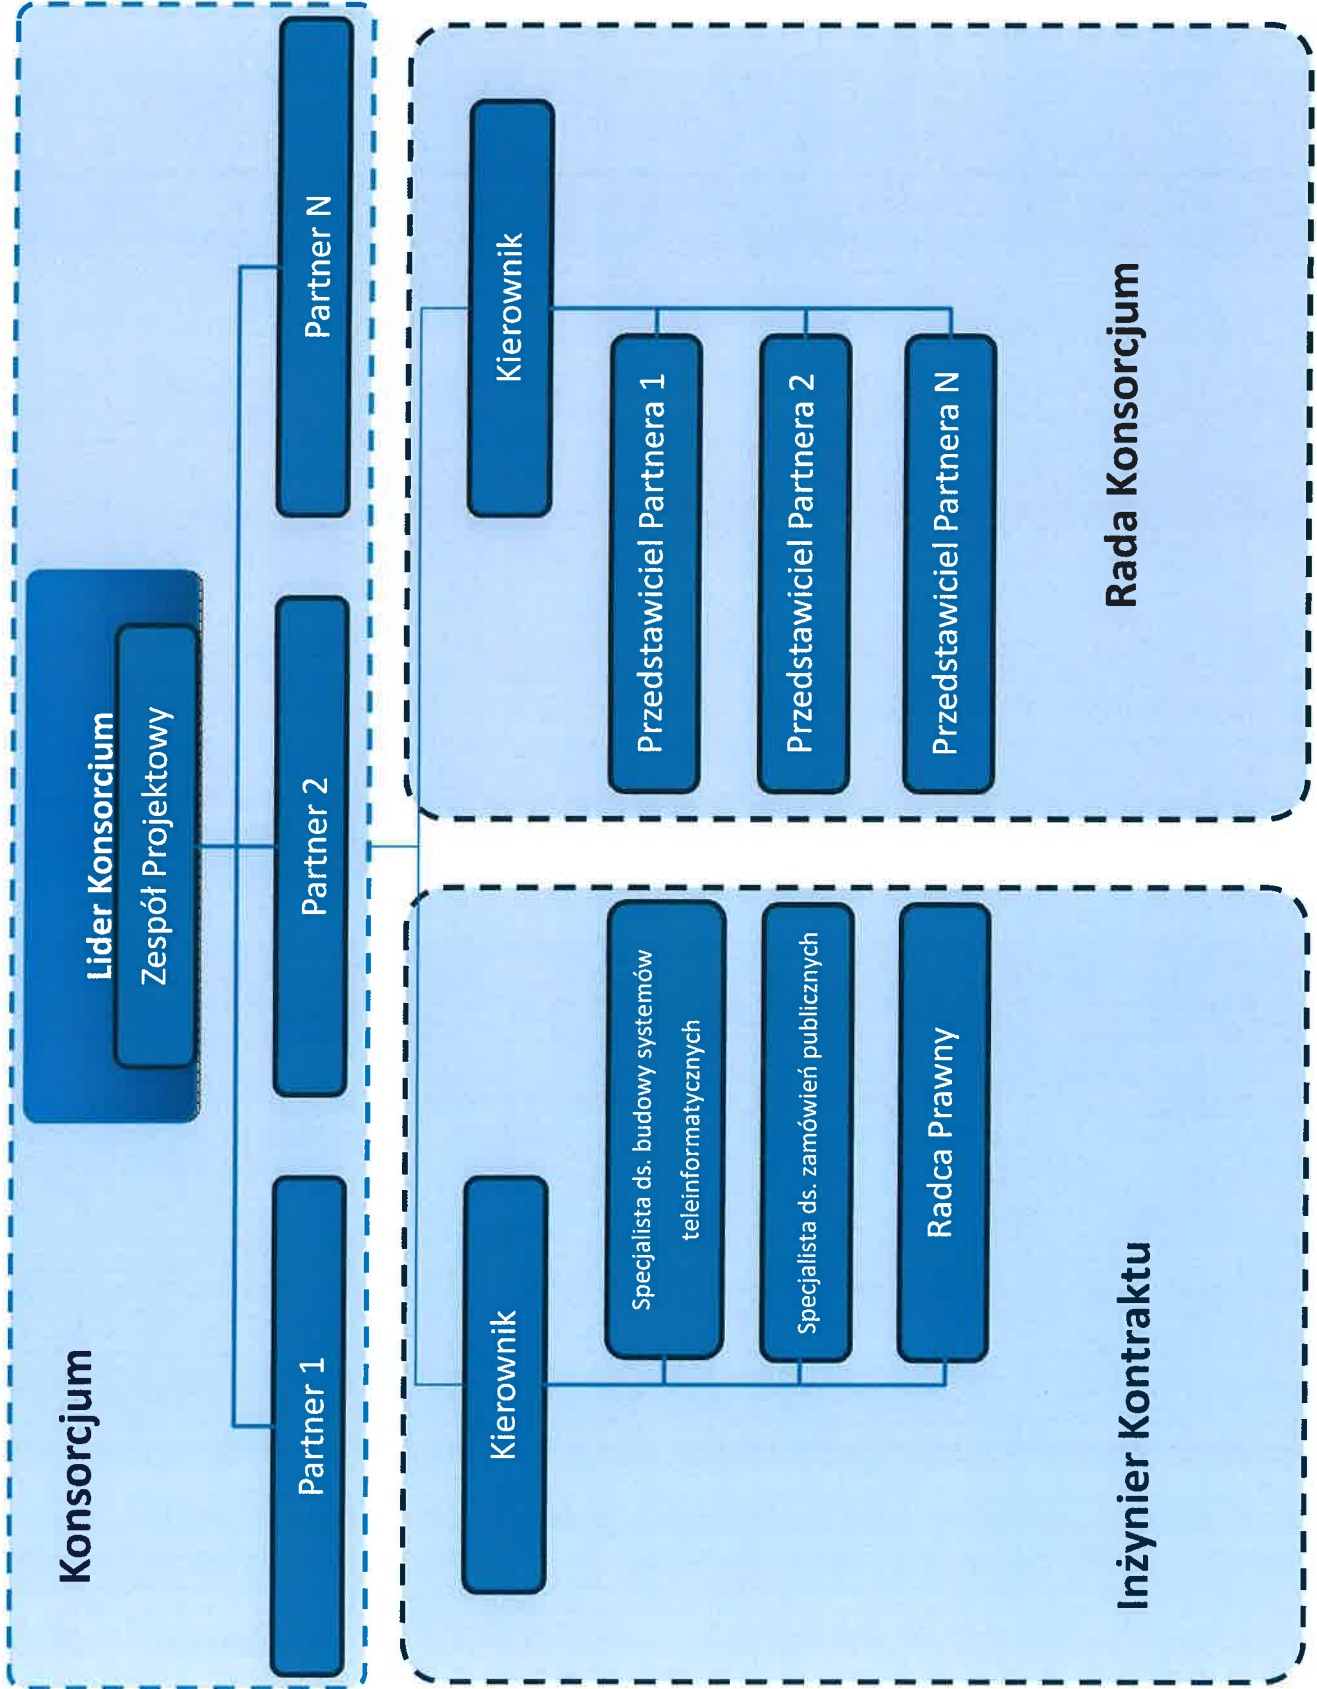 Konsorcjum
Lider Konsorcium
Zespół Projektowy
Partner 1
Partner 2
Partner N
Kierownik
Specjalista ds. budowy systemów
teleinformatycznych
Specjalista ds. zamówień publicznych
Radca Prawny
Inżynier Kontraktu
Kierownik
Przedstawiciel Partnera 1
Przedstawiciel Partnera 2
Przedstawiciel Partnera N
Rada Konsorcjum